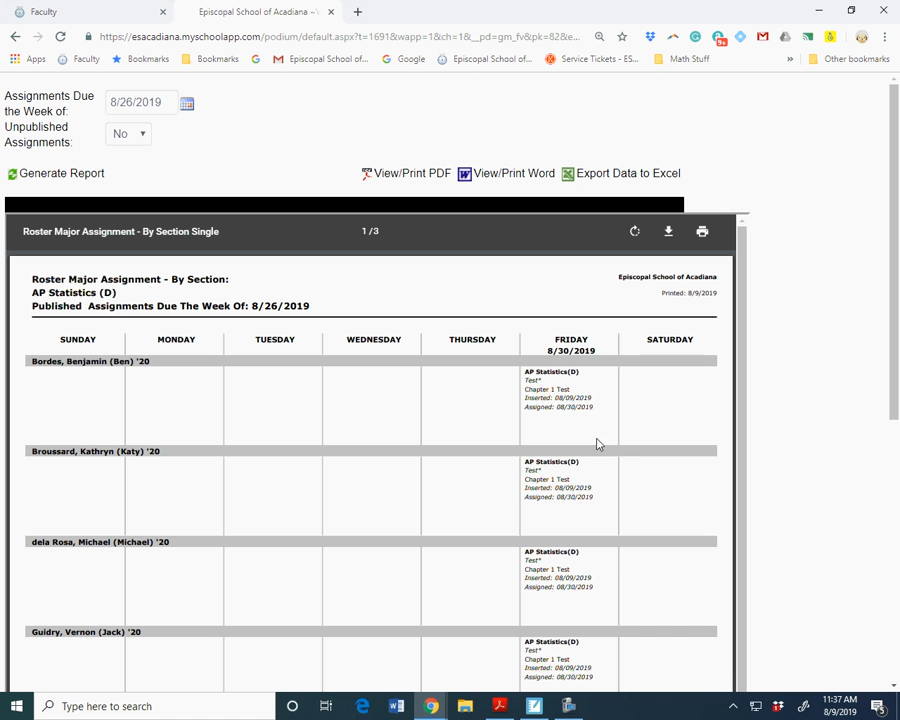 Faculty
Episcopal School of Acadiana ~
https://esacadiana.myschoolapp.com/podium/default.aspx?t=1691&wapp=1&ch=1&__pd=gm_fv&pk=82&e...
Apps
Faculty
Bookmarks
Bookmarks
Episcopal School of...
Google
Episcopal School of...
Service Tickets - ES...
Math Stuff
Other bookmarks
Assignments Due
the Week of:
8/26/2019
Unpublished
Assignments:
No
Generate Report
View/Print PDF
View/Print Word
Export Data to Excel
Roster Major Assignment - By Section Single
1 / 3
Roster Major Assignment - By Section:
Episcopal School of Acadiana
AP Statistics (D)
Printed: 8/9/2019
Published Assignments Due The Week Of: 8/26/2019
SUNDAY MONDAY TUESDAY WEDNESDAY THURSDAY FRIDAY SATURDAY
8/30/2019
Bordes, Benjamin (Ben) '20
AP Statistics(D)
Test*
Chapter 1 Test
Inserted: 08/09/2019
Assigned: 08/30/2019
Broussard, Kathryn (Katy) '20
AP Statistics(D)
Test*
Chapter 1 Test
Inserted: 08/09/2019
Assigned: 08/30/2019
dela Rosa, Michael (Michael) '20
AP Statistics(D)
Test*
Chapter 1 Test
Inserted: 08/09/2019
Assigned: 08/30/2019
Guidry, Vernon (Jack) '20
AP Statistics(D)
Test*
Chapter 1 Test
Inserted: 08/09/2019
Assigned: 08/30/2019
Type here to search
11:37 AM
8/9/2019
5